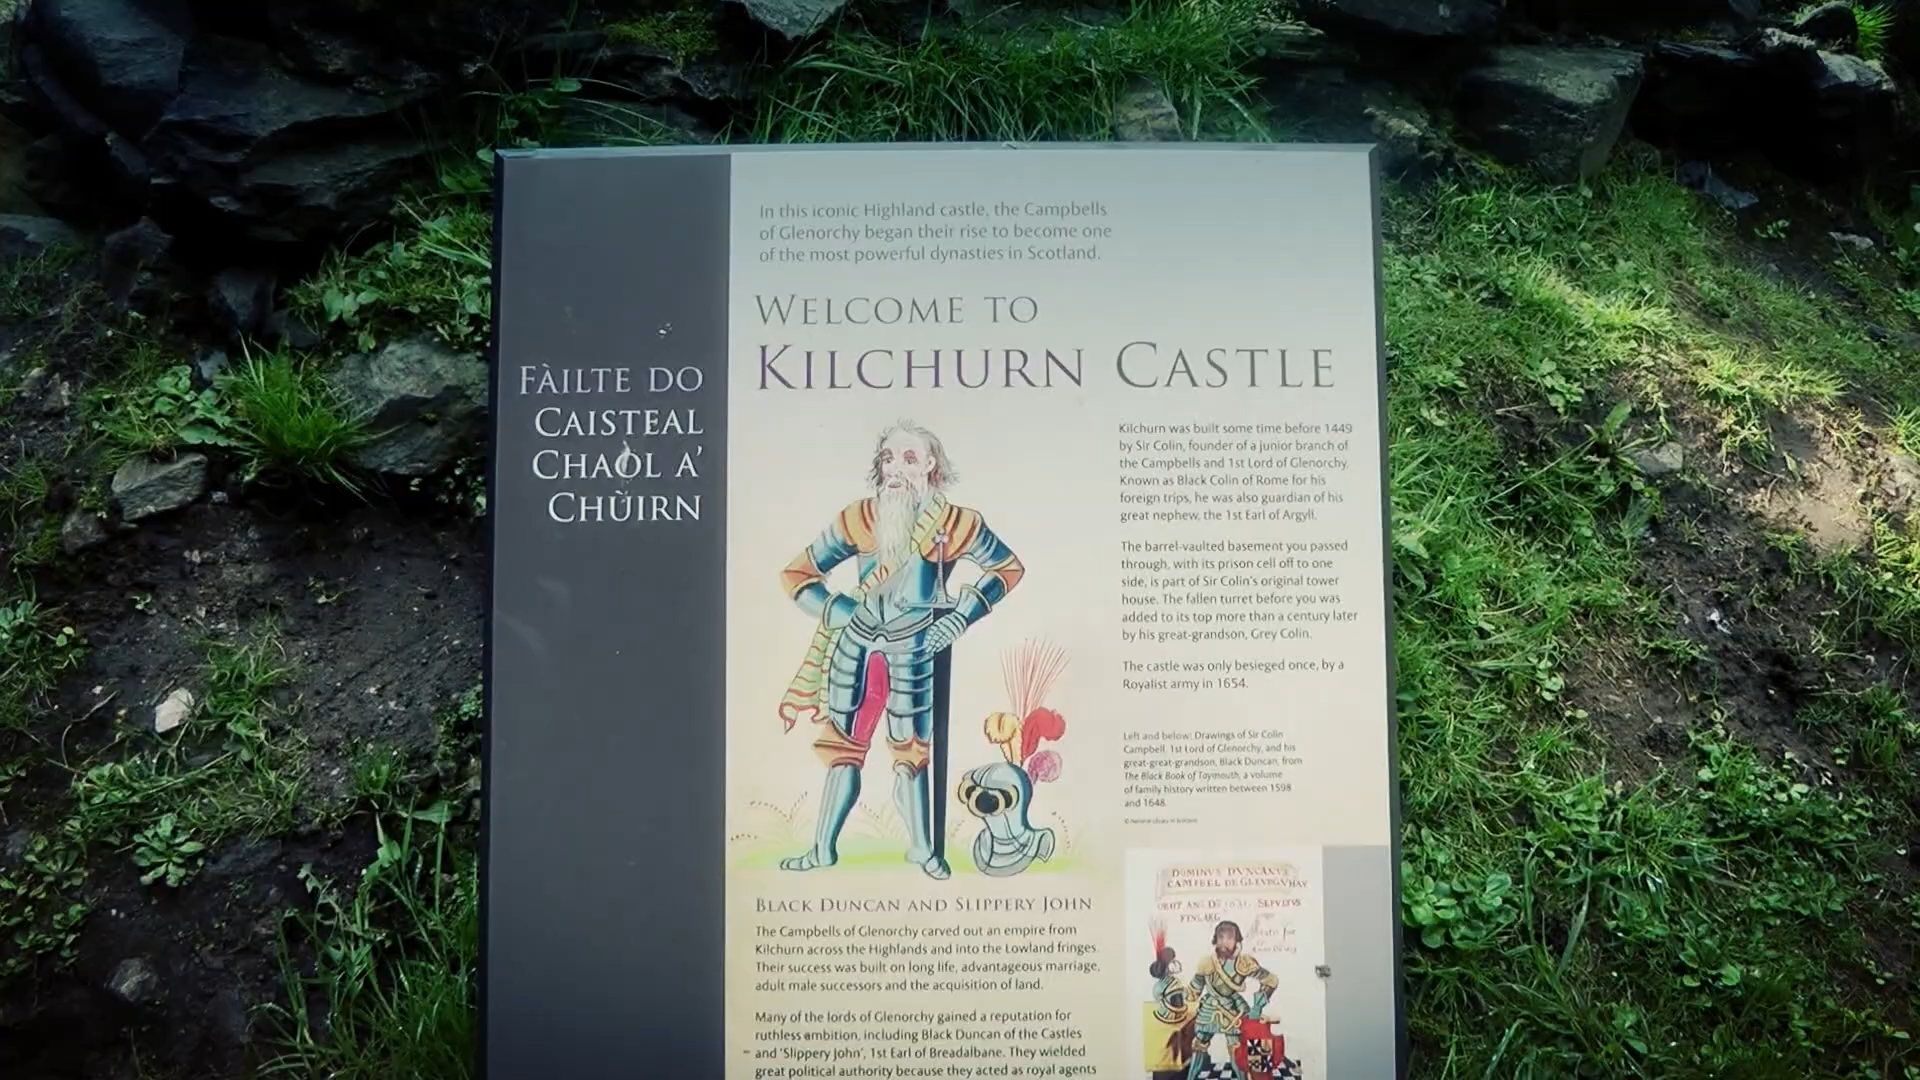 FÀILTE DO
CAISTEAL
CHAOL A'
CHÙIRN
In this iconic Highland castle, the Campbells
of Glenorchy began their rise to become one
of the most powerful dynasties in Scotland.
WELCOME TO
KILCHURN CASTLE
Kilchurn was built some time before 1449
by Sir Colin, founder of a junior branch of
the Campbells and 1st Lord of Glenorchy.
Known as Black Colin of Rome for his
foreign trips, he was also guardian of his
great nephew, the 1st Earl of Argyll.
The barrel-vaulted basement you passed
through, with its prison cell off to one
side, is part of Sir Colin's original tower
house. The fallen turret before you was
added to its top more than a century later
by his great-grandson, Grey Colin.
The castle was only besieged once, by a
Royalist army in 1654.
Left and below: Drawings of Sir Colin
Campbell, 1st Lord of Glenorchy, and his
great-great-grandson, Black Duncan, from
The Black Book of Taymouth, a volume
of family history written between 1598
and 1648.
© National Library of Scotland
BLACK DUNCAN AND SLIPPERY JOHN
The Campbells of Glenorchy carved out an empire from
Kilchurn across the Highlands and into the Lowland fringes.
Their success was built on long life, advantageous marriage,
adult male successors and the acquisition of land.
Many of the lords of Glenorchy gained a reputation for
ruthless ambition, including Black Duncan of the Castles
and 'Slippery John', 1st Earl of Breadalbane. They wielded
great political authority because they acted as royal agents
DOMINVS DVNCANVS
CAMPBEL DE GLENVRQVHAY